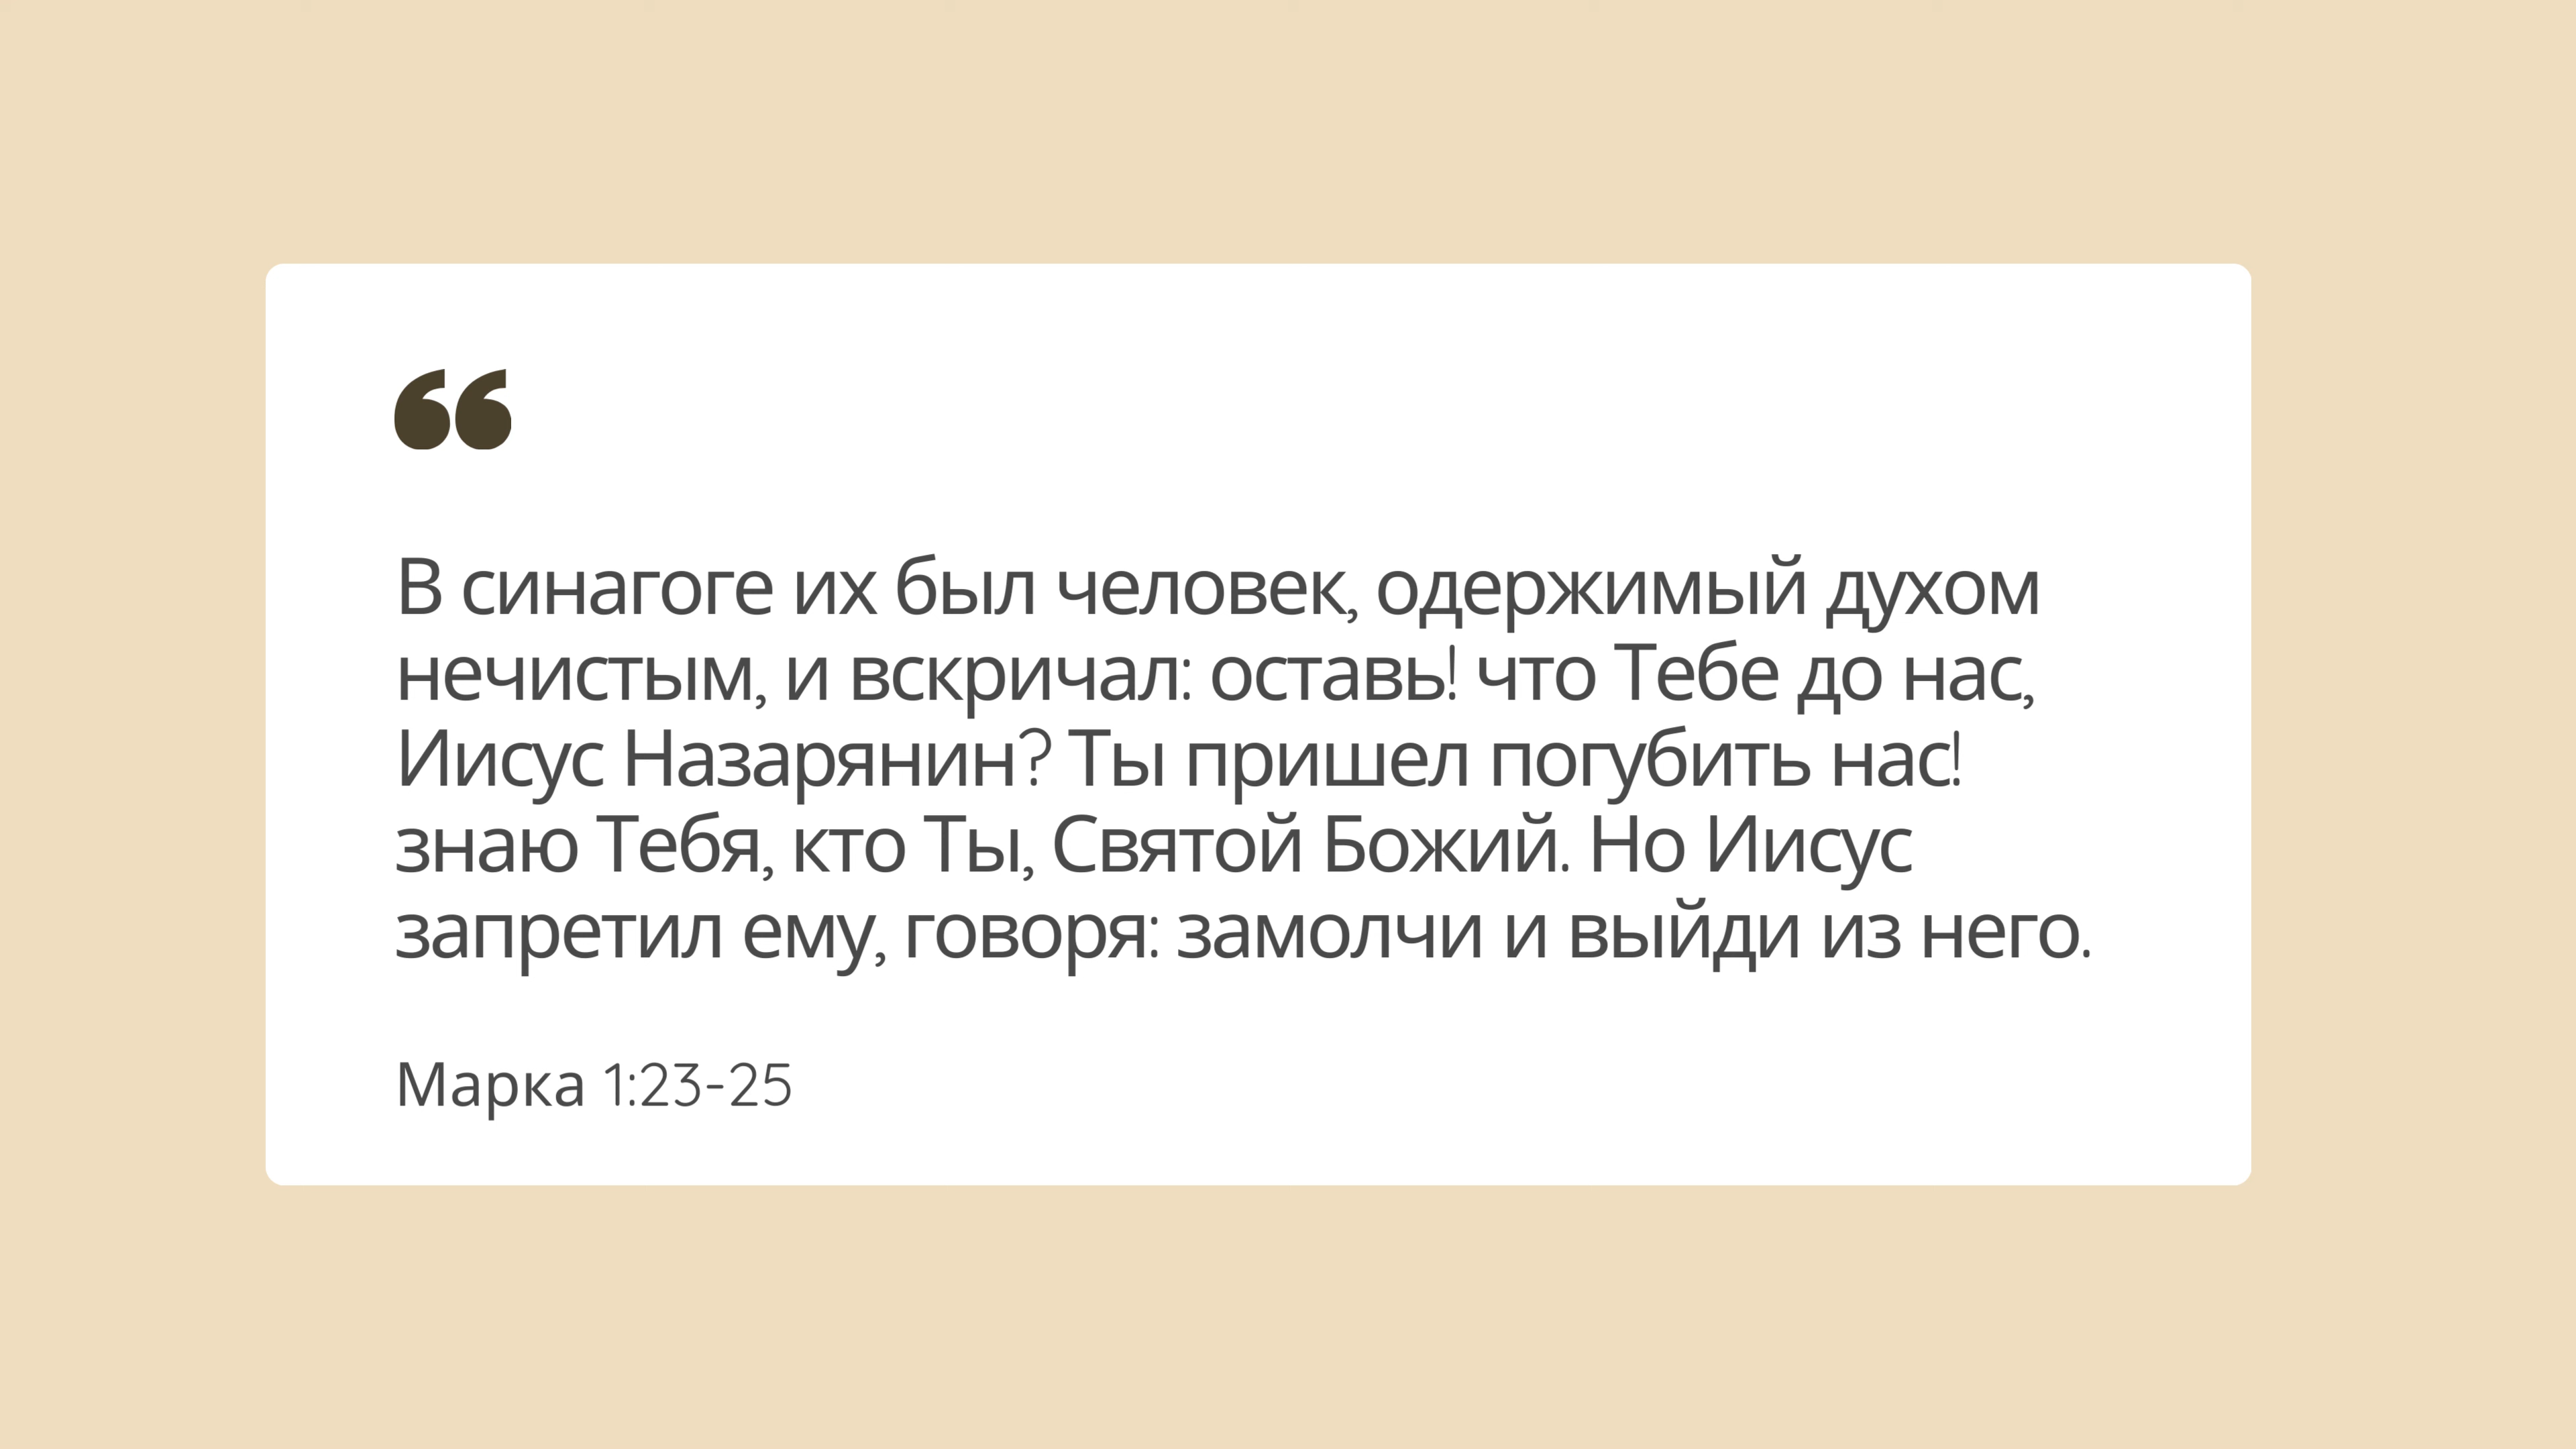 “
В синагоге их был человек, одержимый духом
нечистым, и вскричал: оставь! что Тебе до нас,
Иисус Назарянин? Ты пришел погубить нас!
знаю Тебя, кто Ты, Святой Божий. Но Иисус
запретил ему, говоря: замолчи и выйди из него.
Марка 1:23-25